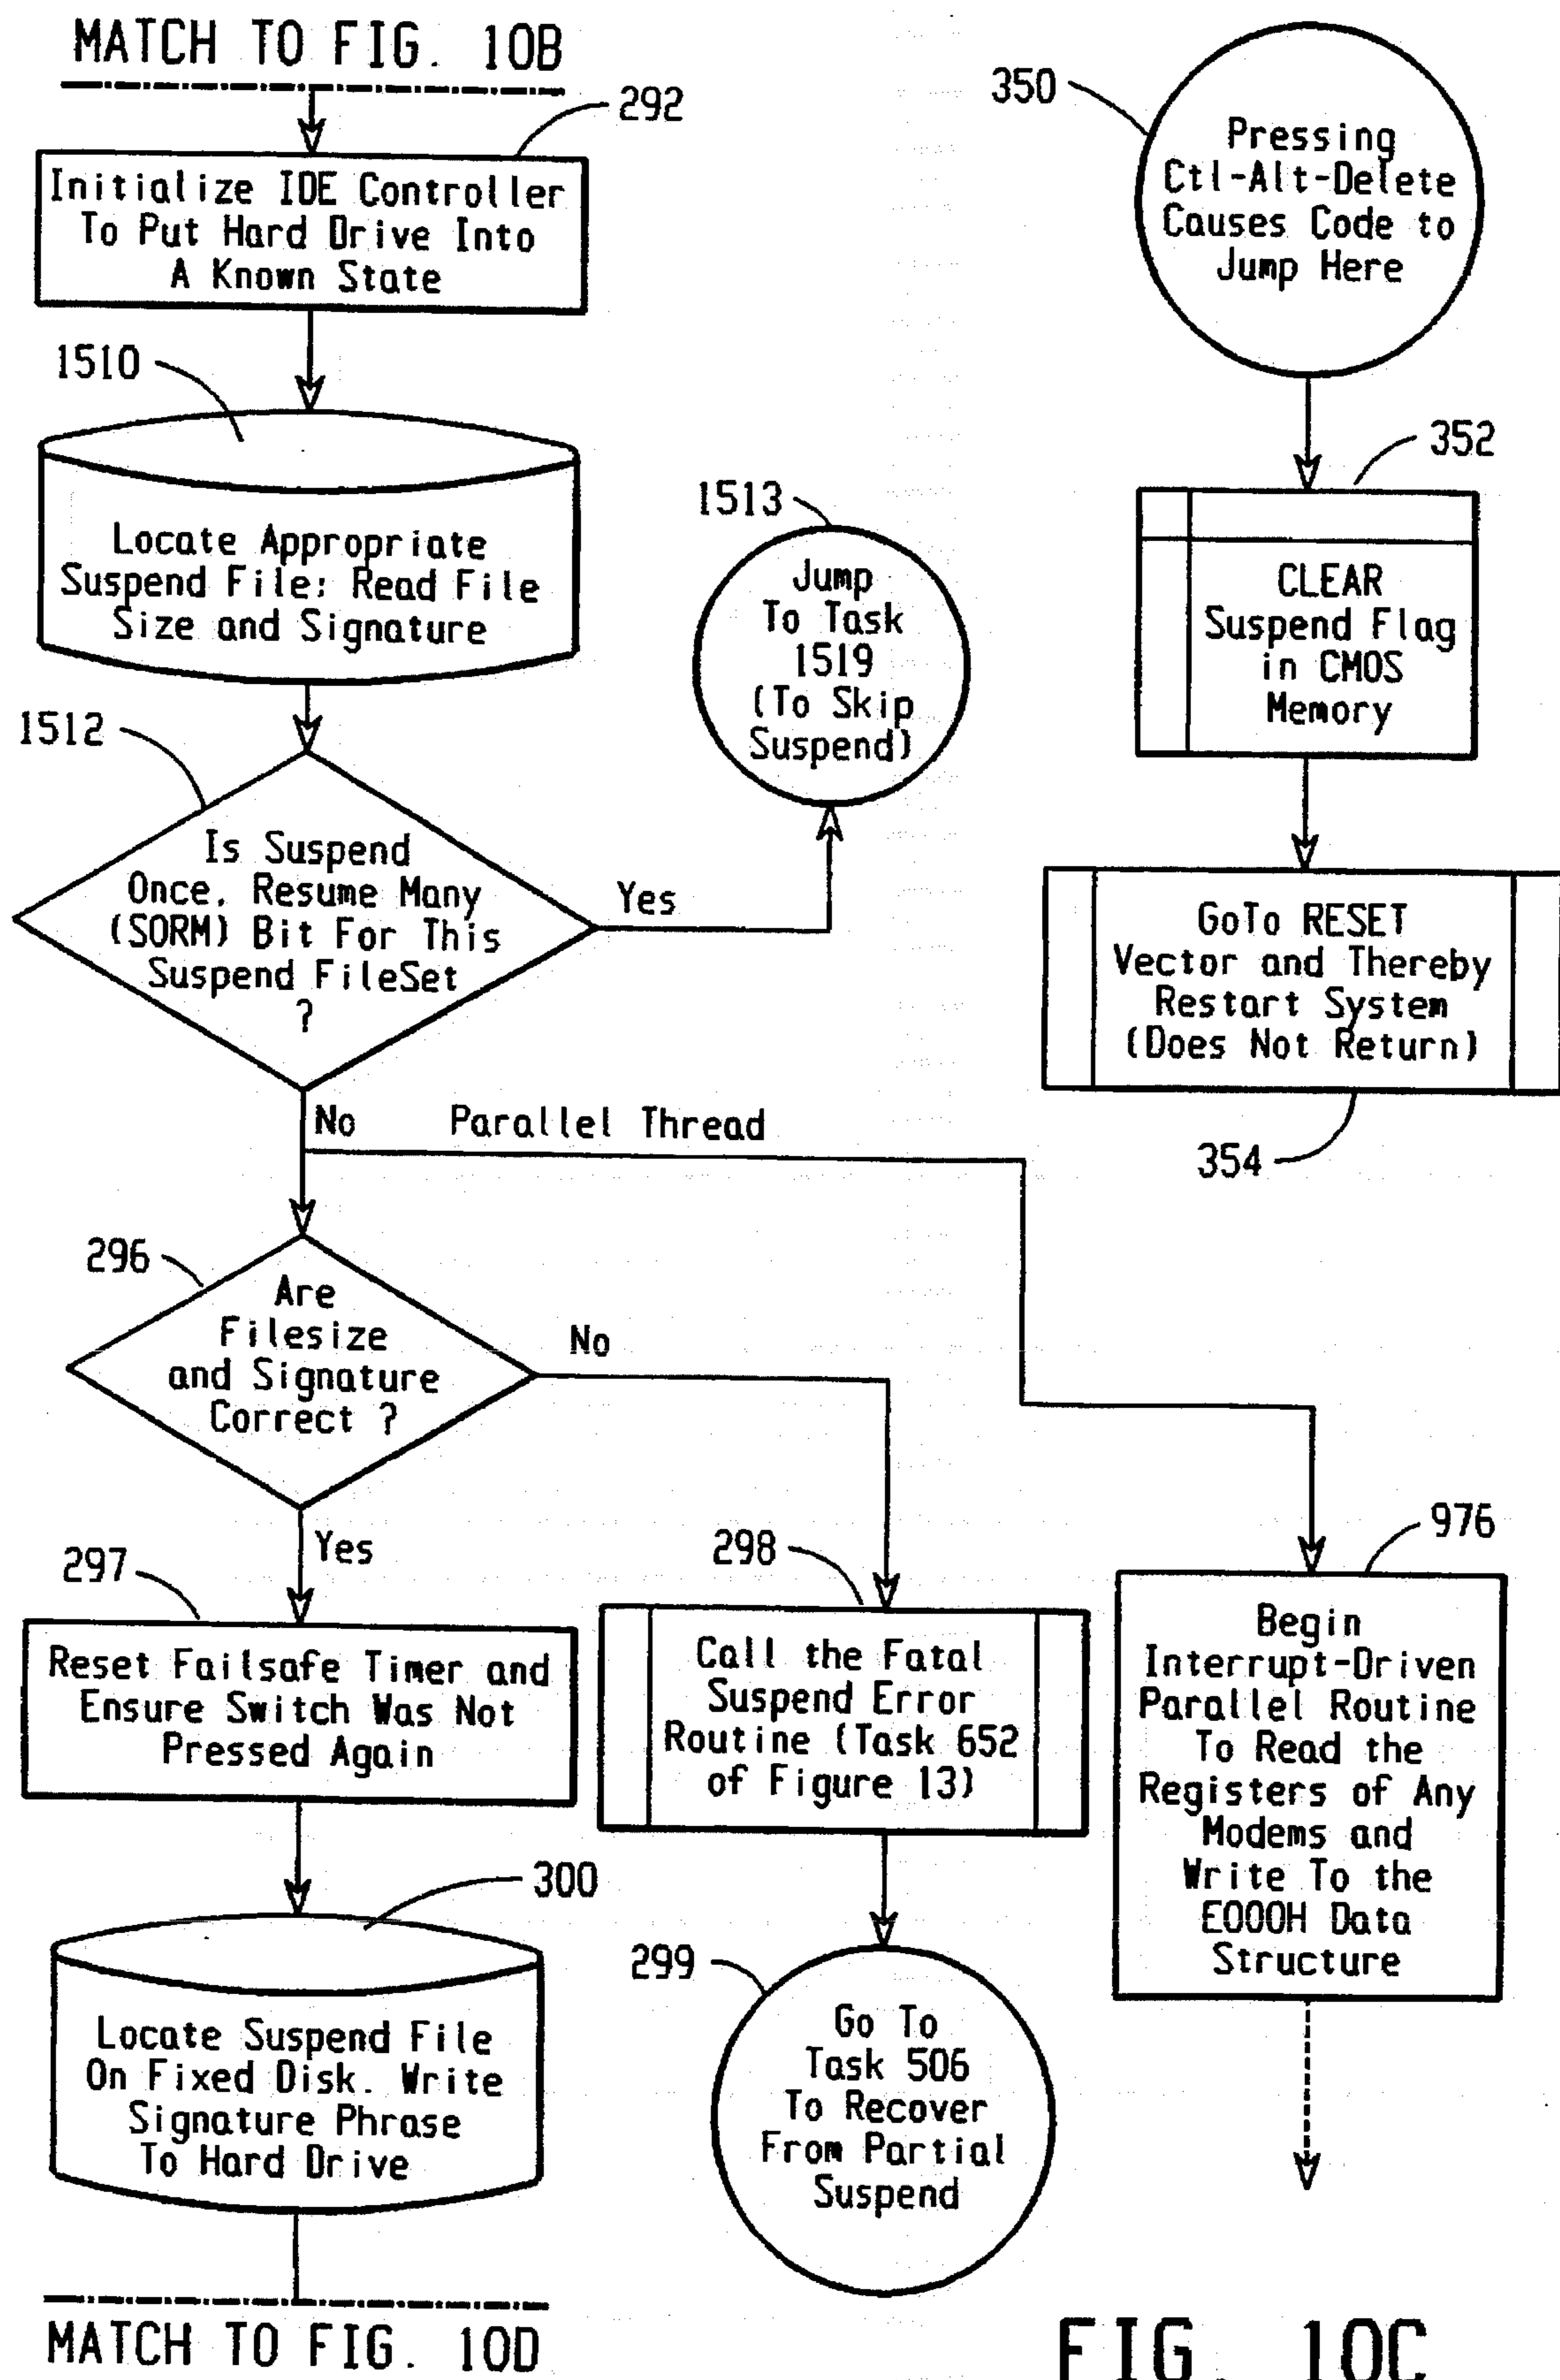 MATCH TO FIG. 10B
292
Initialize IDE Controller
To Put Hard Drive Into
A Known State
1510
Locate Appropriate
Suspend File: Read File
Size and Signature
1512
Is Suspend
Once, Resume Many
(SORM) Bit For This
Suspend FileSet
?
Yes
1513
Jump
To Task
1519
(To Skip
Suspend)
No
Parallel Thread
296
Are
Filesize
and Signature
Correct ?
No
Yes
297
Reset Failsafe Timer and
Ensure Switch Was Not
Pressed Again
298
Call the Fatal
Suspend Error
Routine (Task 652
of Figure 13)
299
Go To
Task 506
To Recover
From Partial
Suspend
300
Locate Suspend File
On Fixed Disk. Write
Signature Phrase
To Hard Drive
MATCH TO FIG. 10D
350
Pressing
Ctl-Alt-Delete
Causes Code to
Jump Here
352
CLEAR
Suspend Flag
in CMOS
Memory
GoTo RESET
Vector and Thereby
Restart System
(Does Not Return)
354
976
Begin
Interrupt-Driven
Parallel Routine
To Read the
Registers of Any
Modems and
Write To the
E000H Data
Structure
FIG. 10C